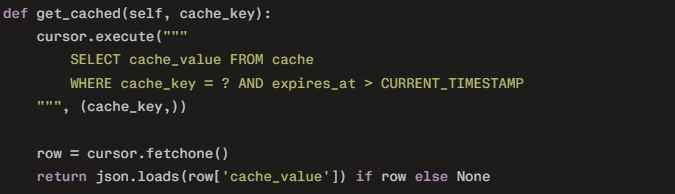 def get_cached(self, cache_key):
    cursor.execute("""
        SELECT cache_value FROM cache
        WHERE cache_key = ? AND expires_at > CURRENT_TIMESTAMP
    """, (cache_key,))

    row = cursor.fetchone()
    return json.loads(row['cache_value']) if row else None